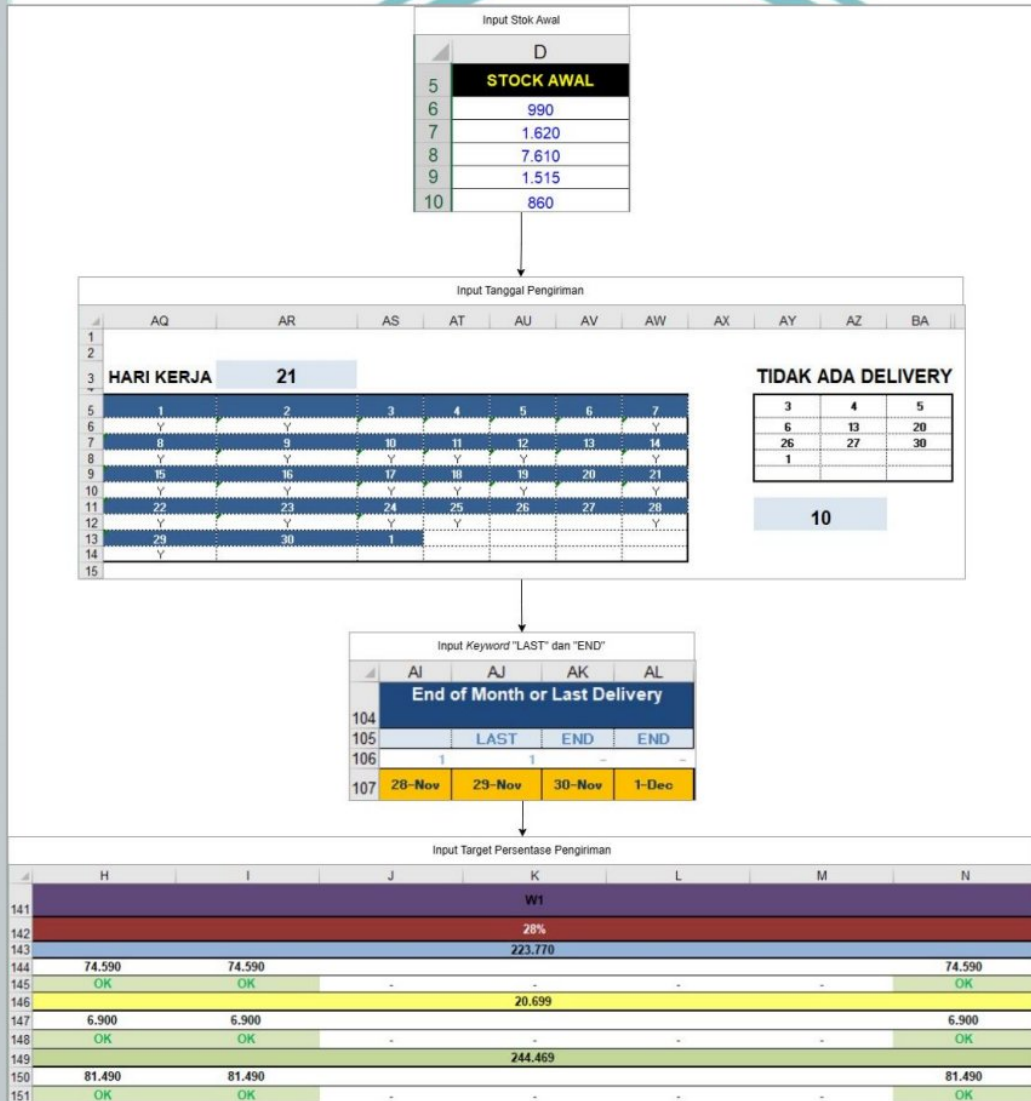 Input Stok Awal
D
5 STOCK AWAL
6 990
7 1.620
8 7.610
9 1.515
10 860
Input Tanggal Pengiriman
AQ AR AS AT AU AV AW AX AY AZ BA
1
2
3 HARI KERJA 21 TIDAK ADA DELIVERY
5 1 2 3 4 5 6 7 3 4 5
6 Y Y Y 6 13 20
7 8 9 10 11 12 13 14 26 27 30
8 Y Y Y Y Y Y 1
9 15 16 17 18 19 20 21
10 Y Y Y Y Y Y
11 22 23 24 25 26 27 28 10
12 Y Y Y Y Y
13 29 30 1
14 Y
15
Input Keyword "LAST" dan "END"
AI AJ AK AL
104 End of Month or Last Delivery
105 LAST END END
106 1 1 - -
107 28-Nov 29-Nov 30-Nov 1-Dec
Input Target Persentase Pengiriman
H I J K L M N
141 W1
142 28%
143 223.770
144 74.590 74.590 74.590
145 OK OK - - - - OK
146 20.699
147 6.900 6.900 6.900
148 OK OK - - - - OK
149 244.469
150 81.490 81.490 81.490
151 OK OK - - - - OK